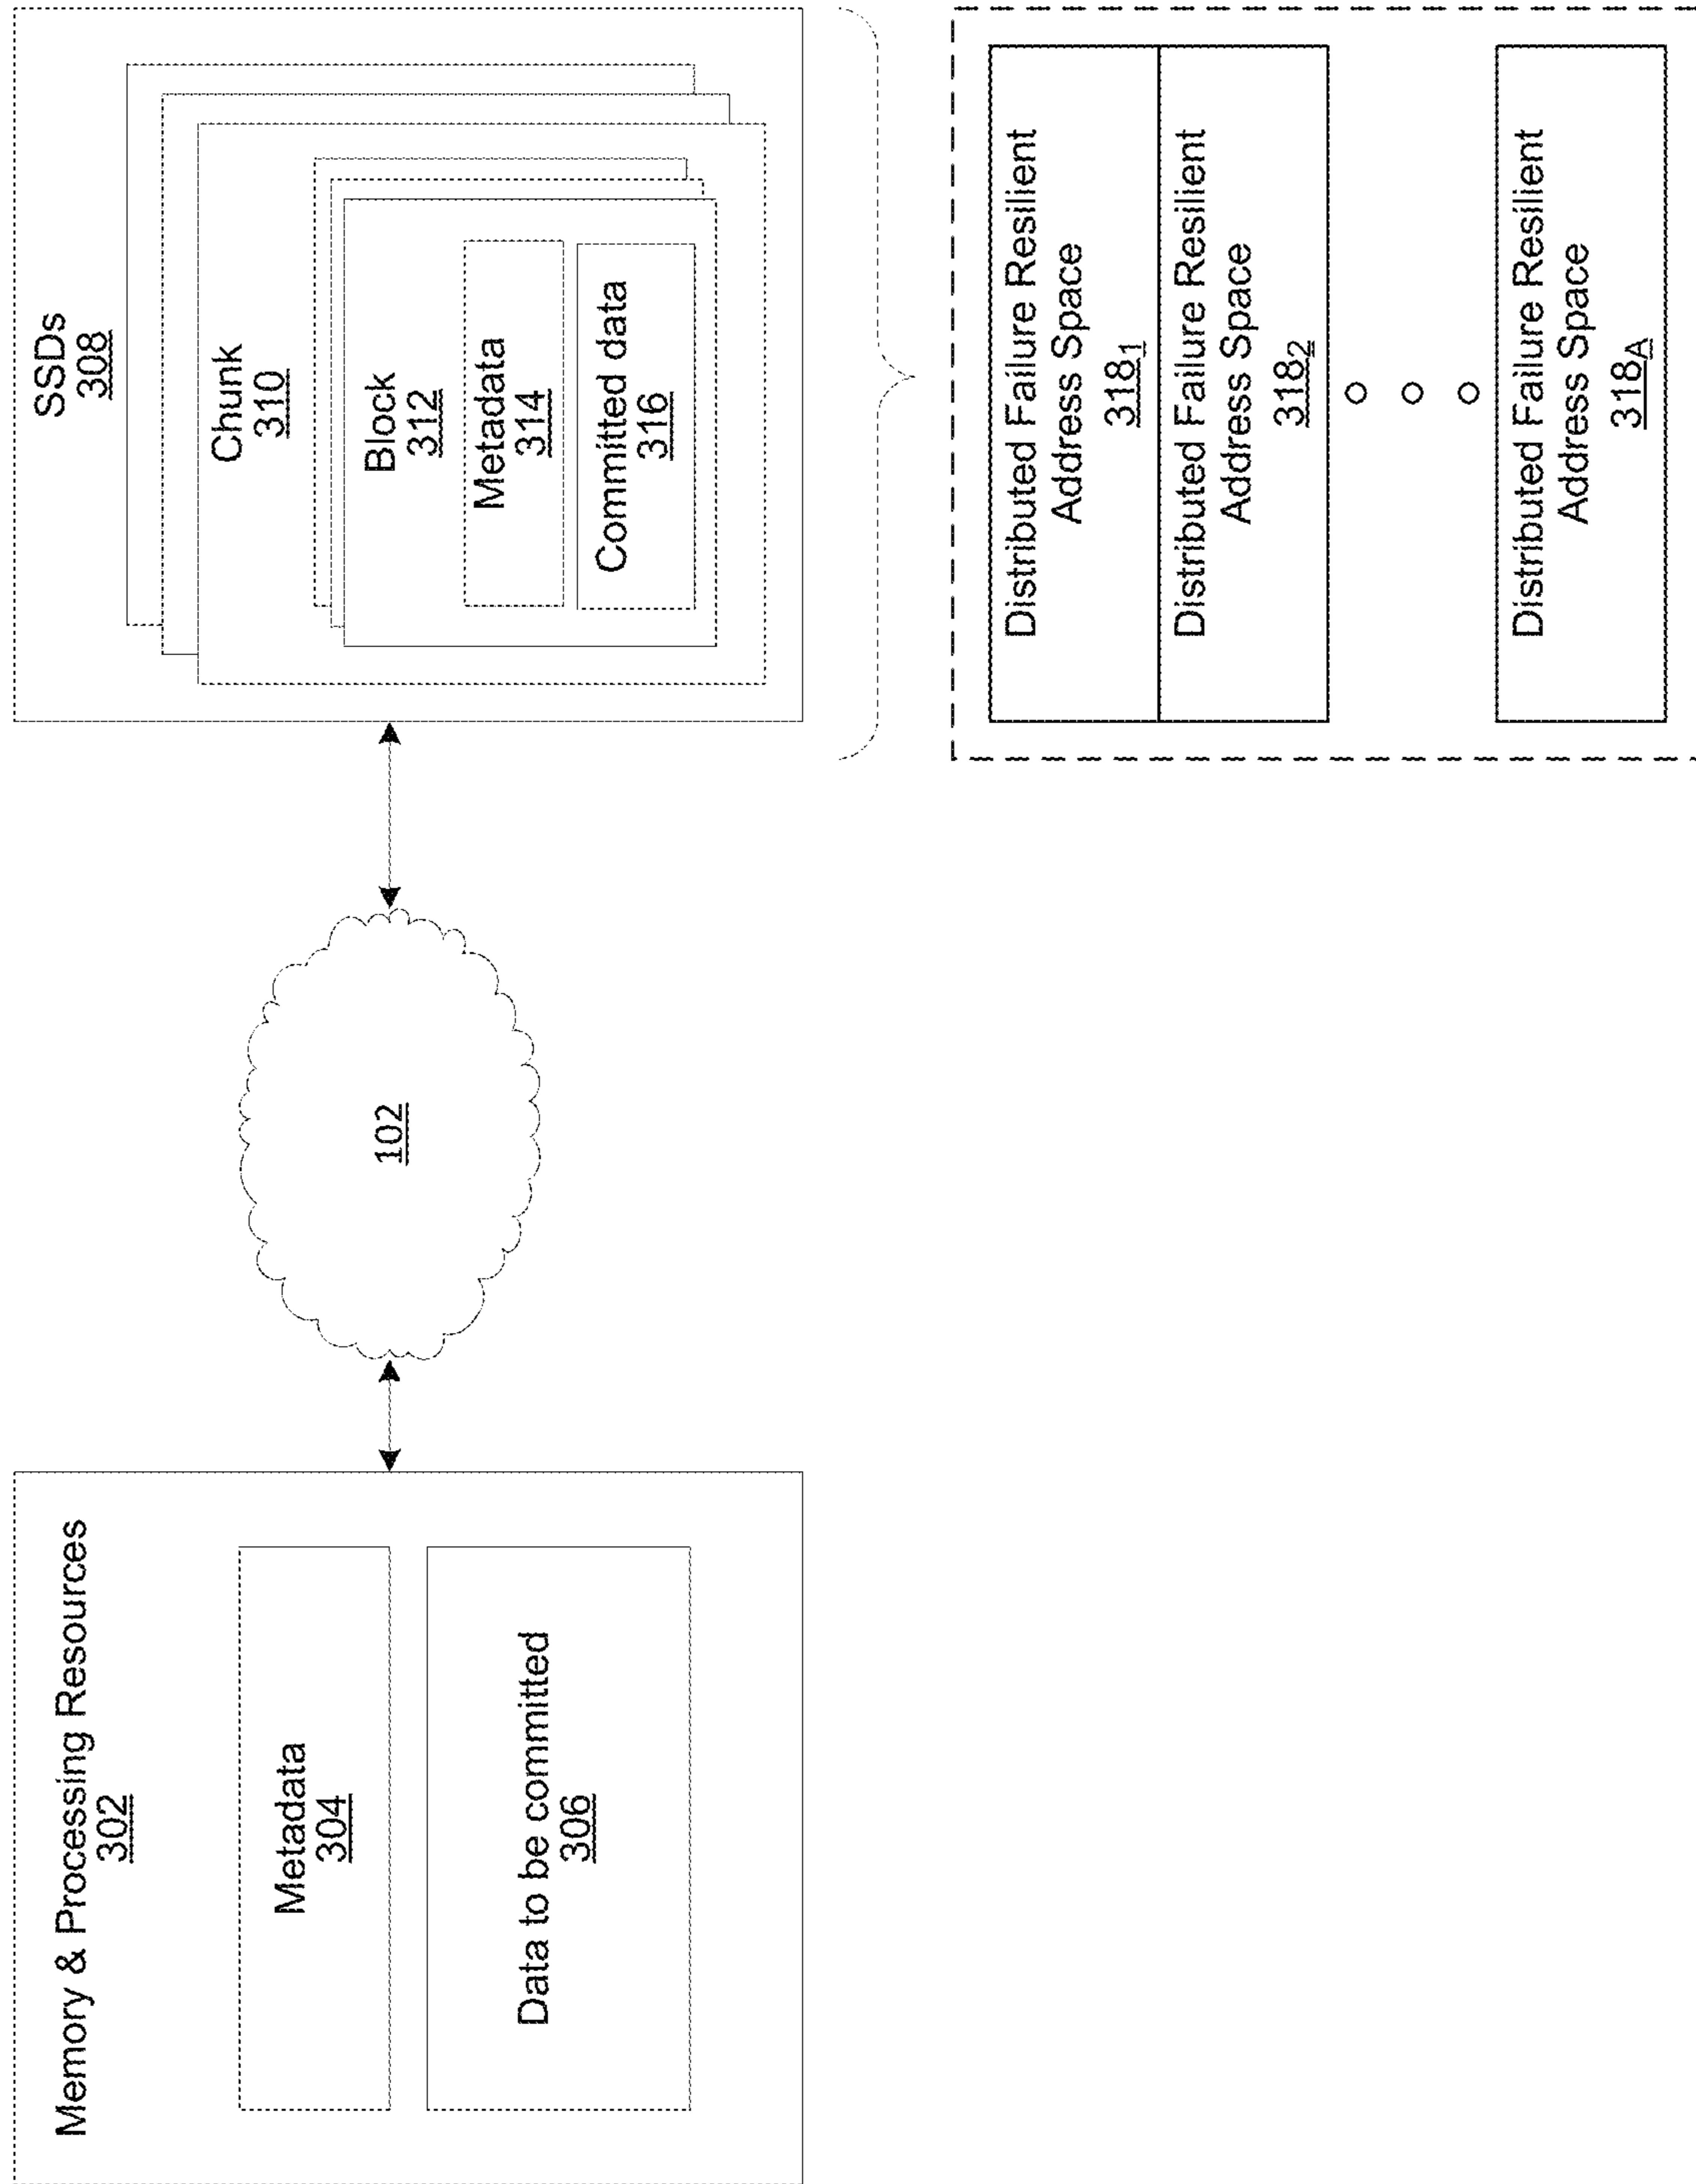 Memory & Processing Resources
302
Metadata
304
Data to be committed
306
102
SSDs
308
Chunk
310
Block
312
Metadata
314
Committed data
316
Distributed Failure Resilient
Address Space
318₁
Distributed Failure Resilient
Address Space
318₂
Distributed Failure Resilient
Address Space
318A